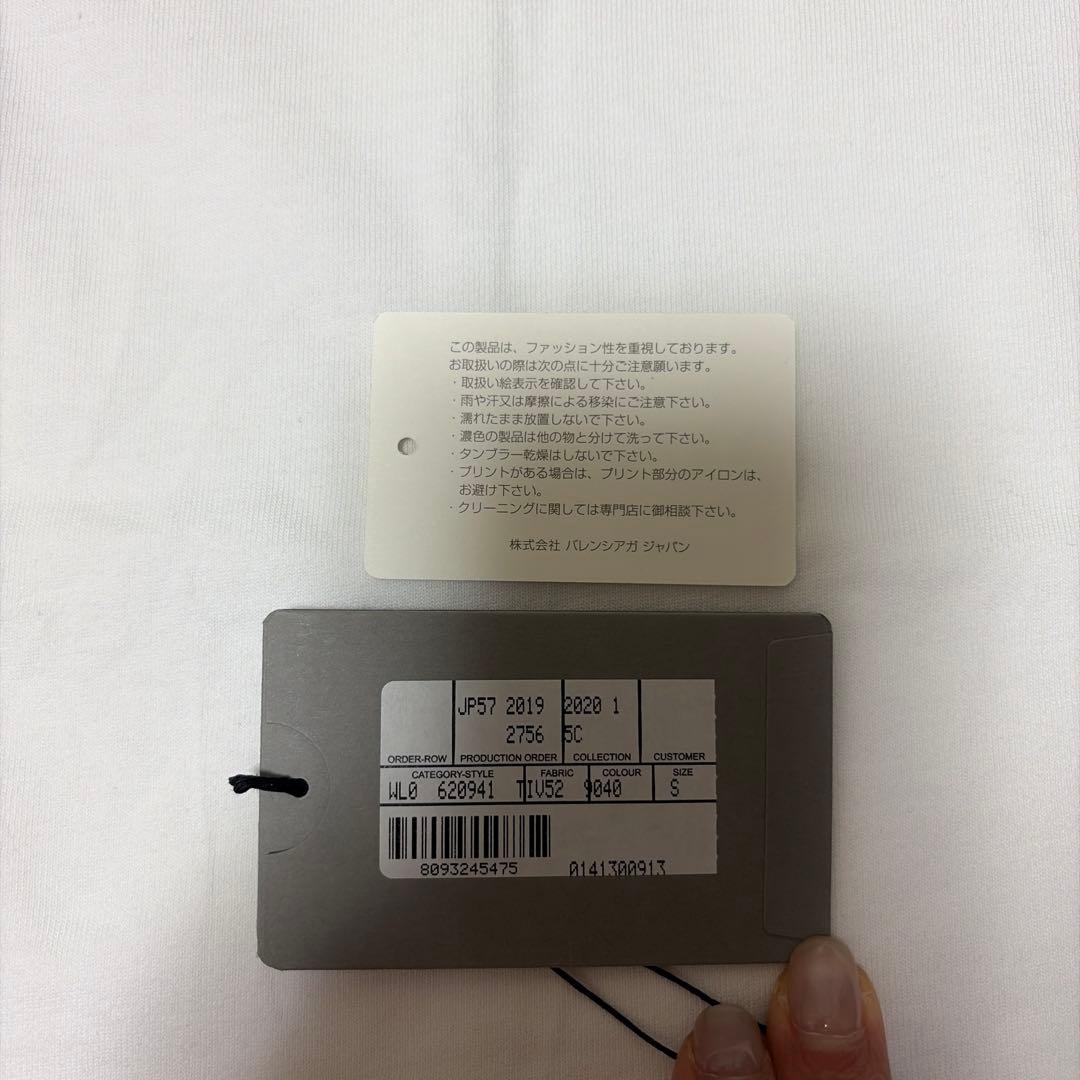 この製品は、ファッション性を重視しております。
お取扱いの際は次の点に十分ご注意願います。
・取扱い絵表示を確認して下さい。
・雨や汗又は摩擦による移染にご注意下さい。
・濡れたまま放置しないで下さい。
・濃色の製品は他の物と分けて洗って下さい。
・タンブラー乾燥はしないで下さい。
・プリントがある場合は、プリント部分のアイロンは、
お避け下さい。
・クリーニングに関しては専門店に御相談下さい。
株式会社 バレンシアガ ジャパン
JP57 2019 2020 1
2756 5C
ORDER-ROW PRODUCTION ORDER COLLECTION CUSTOMER
CATEGORY-STYLE FABRIC COLOUR SIZE
WL0 620941 TIV52 9040 S
8093245475 0141300913